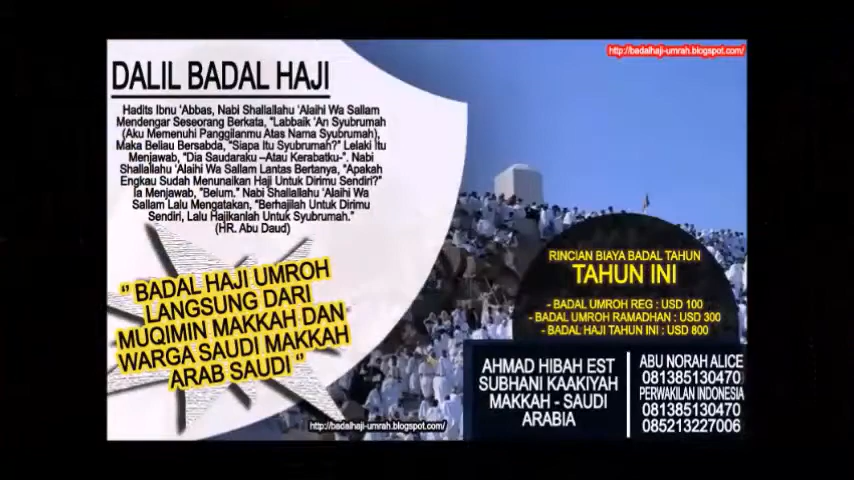 http://badalhaji-umrah.blogspot.com/
DALIL BADAL HAJI
Hadits Ibnu ‘Abbas, Nabi Shallallahu ‘Alaihi Wa Sallam
Mendengar Seseorang Berkata, “Labbaik ‘An Syubrumah
(Aku Memenuhi Panggilanmu Atas Nama Syubrumah),
Maka Beliau Bersabda, “Siapa Itu Syubrumah?” Lelaki Itu
Menjawab, “Dia Saudaraku –Atau Kerabatku-”. Nabi
Shallallahu ‘Alaihi Wa Sallam Lantas Bertanya, “Apakah
Engkau Sudah Menunaikan Haji Untuk Dirimu Sendiri?”
Ia Menjawab, “Belum.” Nabi Shallallahu ‘Alaihi Wa
Sallam Lalu Mengatakan, “Berhajilah Untuk Dirimu
Sendiri, Lalu Hajikanlah Untuk Syubrumah.”
(HR. Abu Daud)
“ BADAL HAJI UMROH
LANGSUNG DARI
MUQIMIN MAKKAH DAN
WARGA SAUDI MAKKAH
ARAB SAUDI ”
RINCIAN BIAYA BADAL TAHUN
TAHUN INI
- BADAL UMROH REG : USD 100
- BADAL UMROH RAMADHAN : USD 300
- BADAL HAJI TAHUN INI : USD 800
AHMAD HIBAH EST
SUBHANI KAAKIYAH
MAKKAH - SAUDI
ARABIA
ABU NORAH ALICE
081385130470
PERWAKILAN INDONESIA
081385130470
085213227006
http://badalhaji-umrah.blogspot.com/